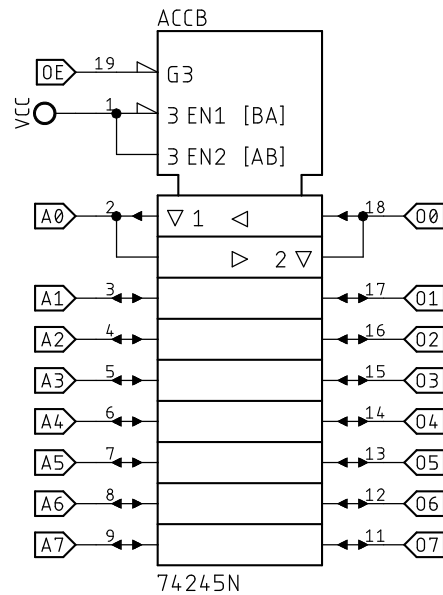 ACCB
OE 19 G3
VCC 1 3 EN1 [BA]
3 EN2 [AB]
A0 2 1 18 O0
2
A1 3 17 O1
A2 4 16 O2
A3 5 15 O3
A4 6 14 O4
A5 7 13 O5
A6 8 12 O6
A7 9 11 O7
74245N